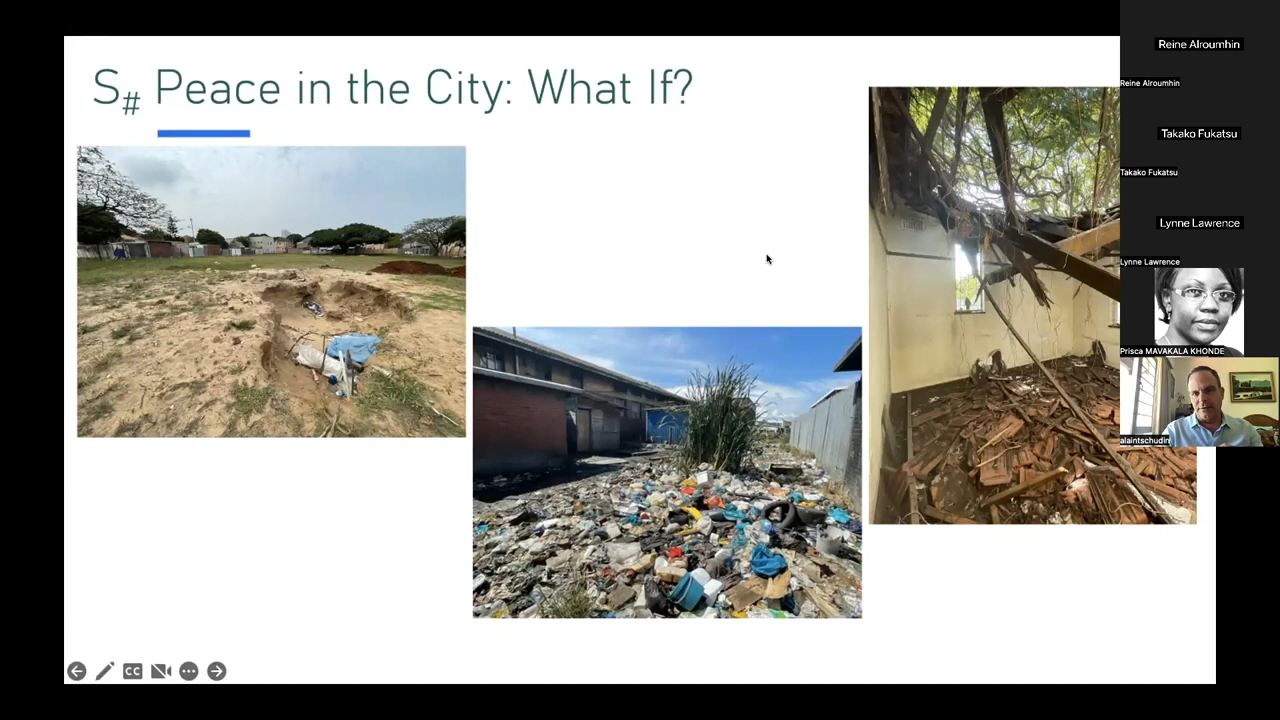 S# Peace in the City: What If?
Reine Alroumhin
Reine Alroumhin
Takako Fukatsu
Takako Fukatsu
Lynne Lawrence
Lynne Lawrence
Prisca MAVAKALA KHONDE
alaintschudin
CC